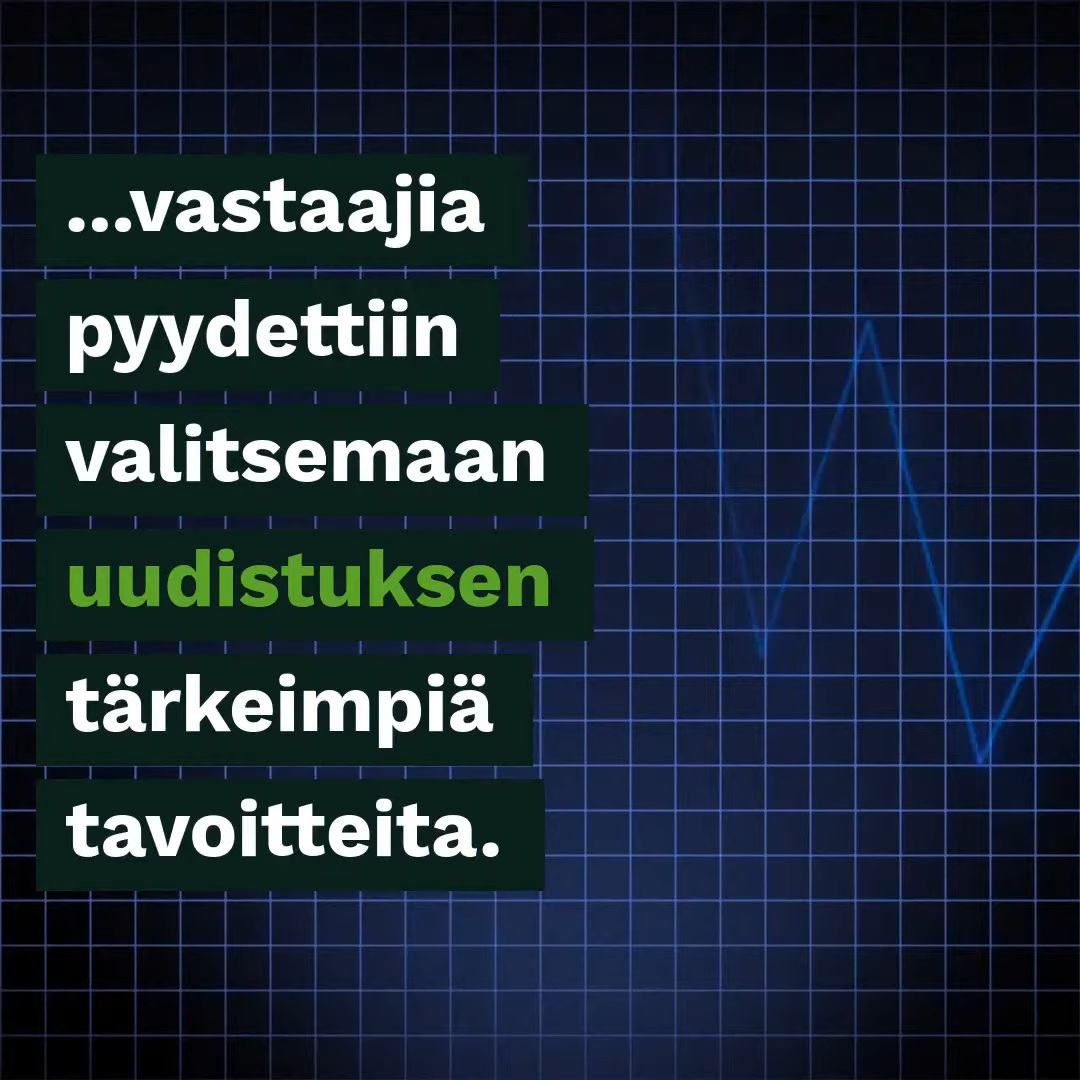 ...vastaajia
pyydettiin
valitsemaan
uudistuksen
tärkeimpiä
tavoitteita.